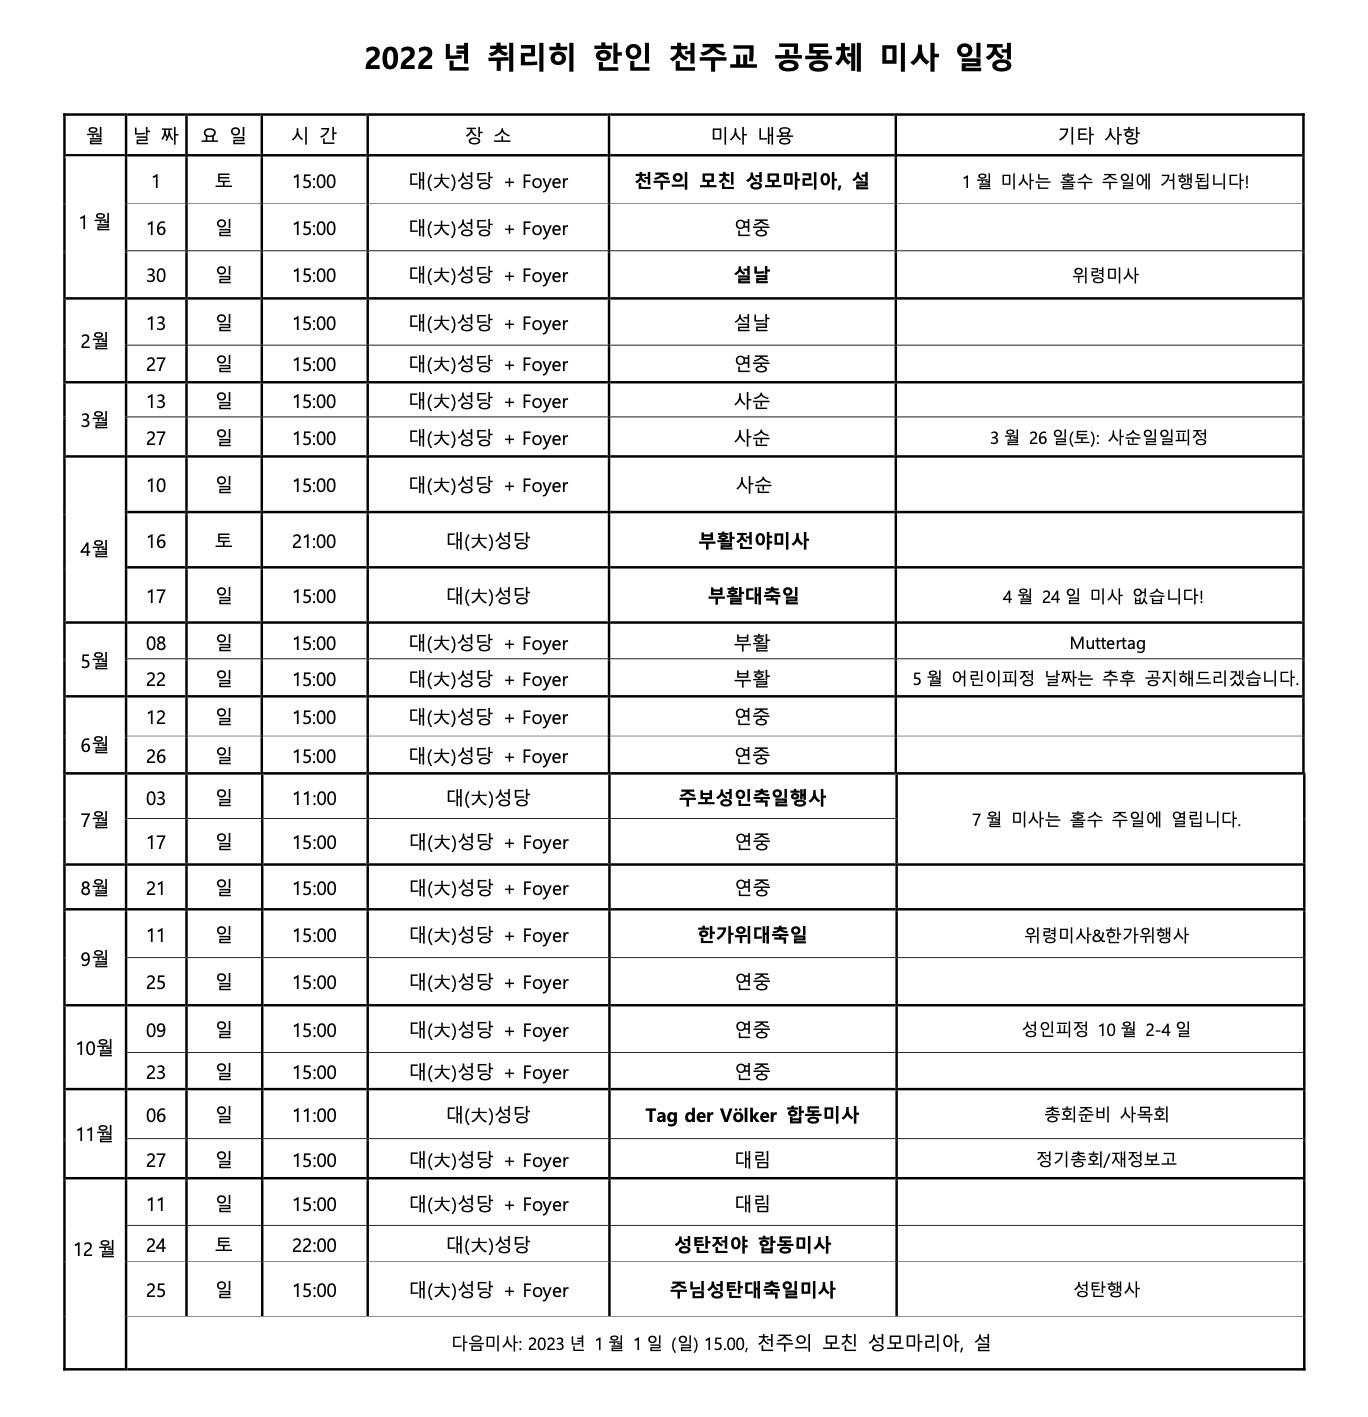 2022 년 취리히 한인 천주교 공동체 미사 일정
월 날 짜 요 일 시 간 장 소 미사 내용 기타 사항
1 월
1 토 15:00 대(大)성당 + Foyer 천주의 모친 성모마리아, 설 1 월 미사는 홀수 주일에 거행됩니다!
16 일 15:00 대(大)성당 + Foyer 연중
30 일 15:00 대(大)성당 + Foyer 설날 위령미사
2월
13 일 15:00 대(大)성당 + Foyer 설날
27 일 15:00 대(大)성당 + Foyer 연중
3월
13 일 15:00 대(大)성당 + Foyer 사순
27 일 15:00 대(大)성당 + Foyer 사순 3 월 26 일(토): 사순일일피정
4월
10 일 15:00 대(大)성당 + Foyer 사순
16 토 21:00 대(大)성당 부활전야미사
17 일 15:00 대(大)성당 부활대축일 4 월 24 일 미사 없습니다!
5월
08 일 15:00 대(大)성당 + Foyer 부활 Muttertag
22 일 15:00 대(大)성당 + Foyer 부활 5 월 어린이피정 날짜는 추후 공지해드리겠습니다.
6월
12 일 15:00 대(大)성당 + Foyer 연중
26 일 15:00 대(大)성당 + Foyer 연중
7월
03 일 11:00 대(大)성당 주보성인축일행사
7 월 미사는 홀수 주일에 열립니다.
17 일 15:00 대(大)성당 + Foyer 연중
8월 21 일 15:00 대(大)성당 + Foyer 연중
9월
11 일 15:00 대(大)성당 + Foyer 한가위대축일 위령미사&한가위행사
25 일 15:00 대(大)성당 + Foyer 연중
10월
09 일 15:00 대(大)성당 + Foyer 연중 성인피정 10 월 2-4 일
23 일 15:00 대(大)성당 + Foyer 연중
11월
06 일 11:00 대(大)성당 Tag der Völker 합동미사 총회준비 사목회
27 일 15:00 대(大)성당 + Foyer 대림 정기총회/재정보고
12 월
11 일 15:00 대(大)성당 + Foyer 대림
24 토 22:00 대(大)성당 성탄전야 합동미사
25 일 15:00 대(大)성당 + Foyer 주님성탄대축일미사 성탄행사
다음미사: 2023 년 1 월 1 일 (일) 15.00, 천주의 모친 성모마리아, 설